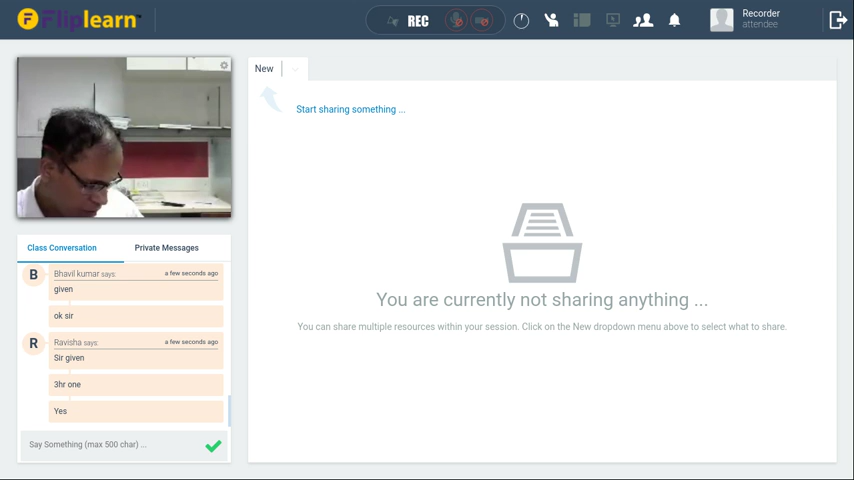 Fliplearn
REC
Recorder
attendee
New
Start sharing something ...
Class Conversation
Private Messages
B
Bhavil kumar says:
a few seconds ago
given
ok sir
R
Ravisha says:
a few seconds ago
Sir given
3hr one
Yes
Say Something (max 500 char) ...
You are currently not sharing anything ...
You can share multiple resources within your session. Click on the New dropdown menu above to select what to share.